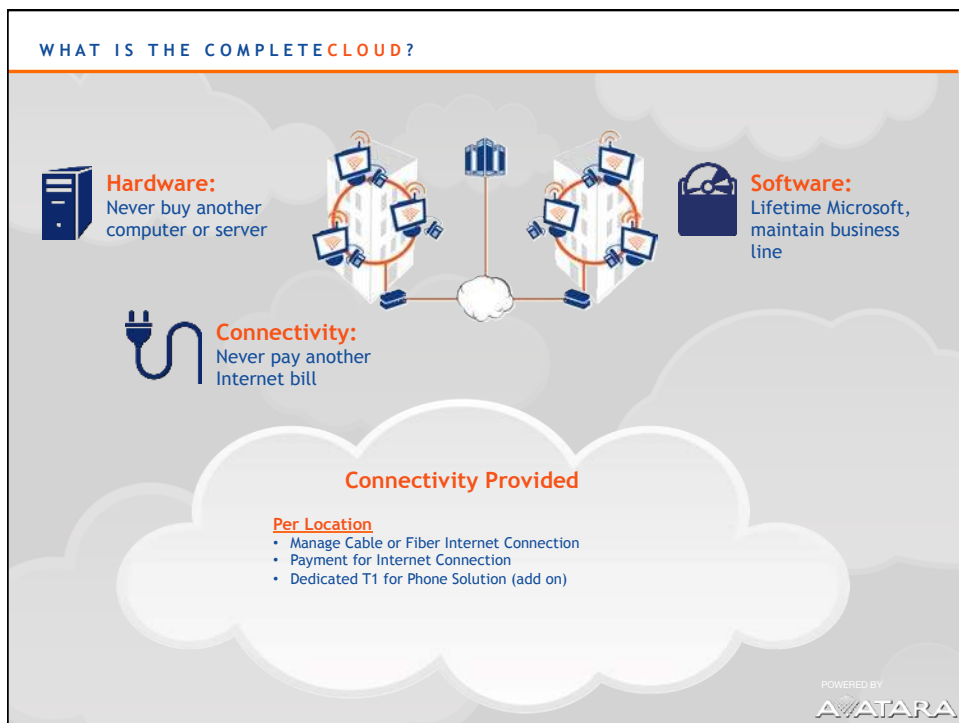 WHAT IS THE COMPLETECLOUD?
Hardware:
Never buy another
computer or server
Software:
Lifetime Microsoft,
maintain business
line
Connectivity:
Never pay another
Internet bill
Connectivity Provided
Per Location
• Manage Cable or Fiber Internet Connection
• Payment for Internet Connection
• Dedicated T1 for Phone Solution (add on)
POWERED BY
AVATARA